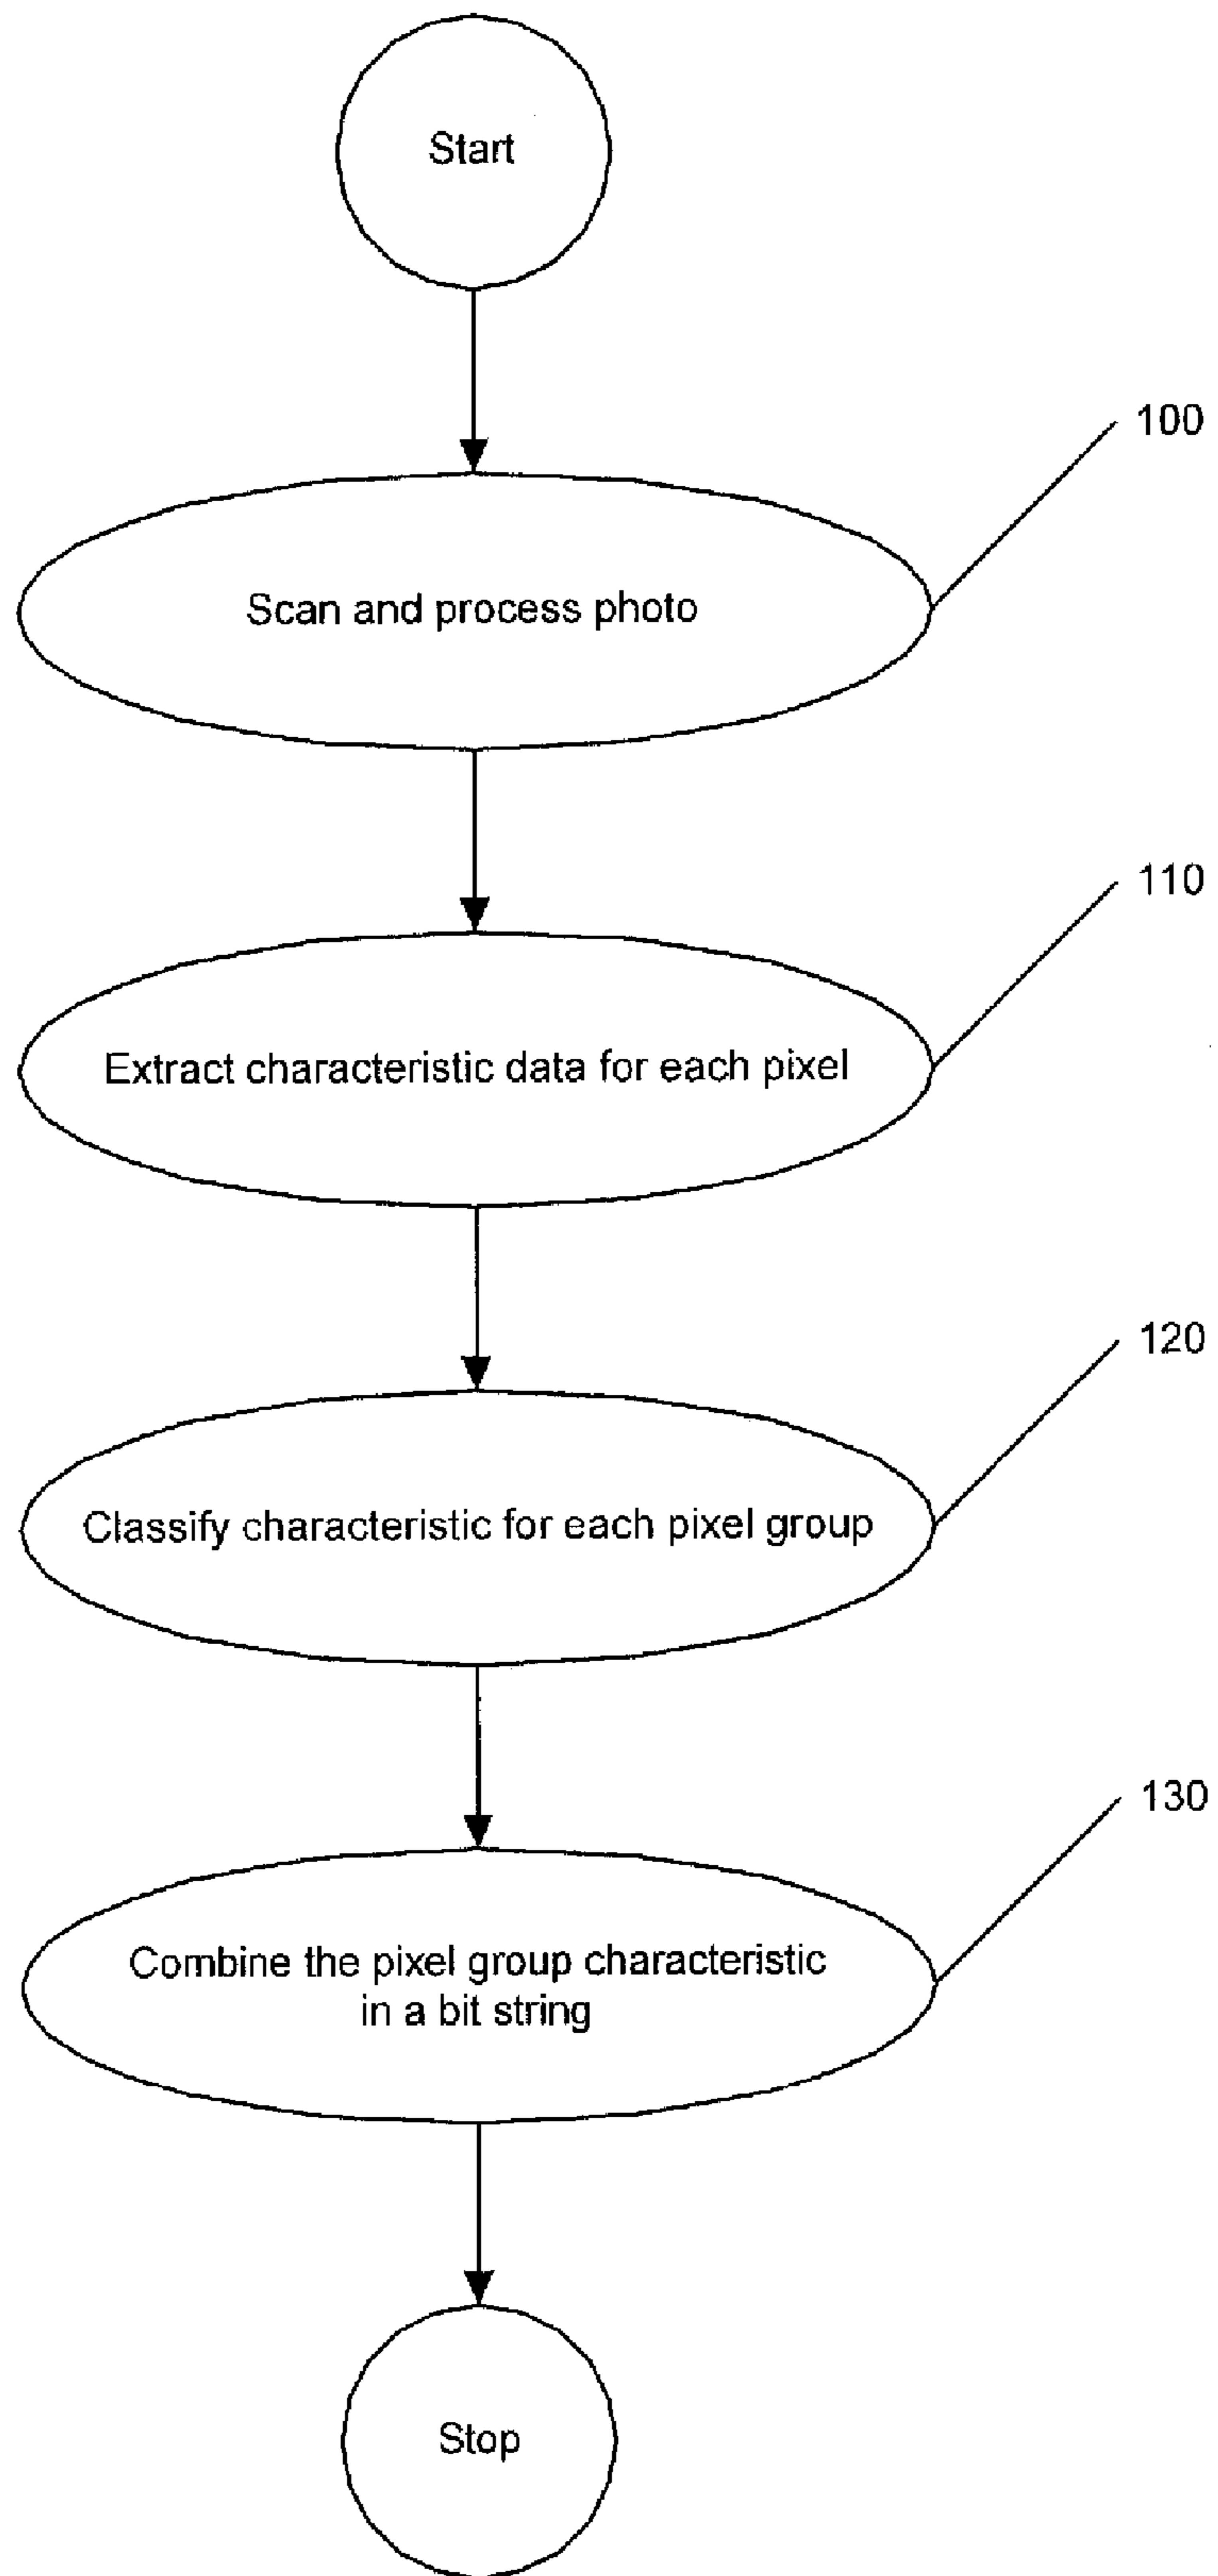 Start
100
Scan and process photo
110
Extract characteristic data for each pixel
120
Classify characteristic for each pixel group
130
Combine the pixel group characteristic
in a bit string
Stop